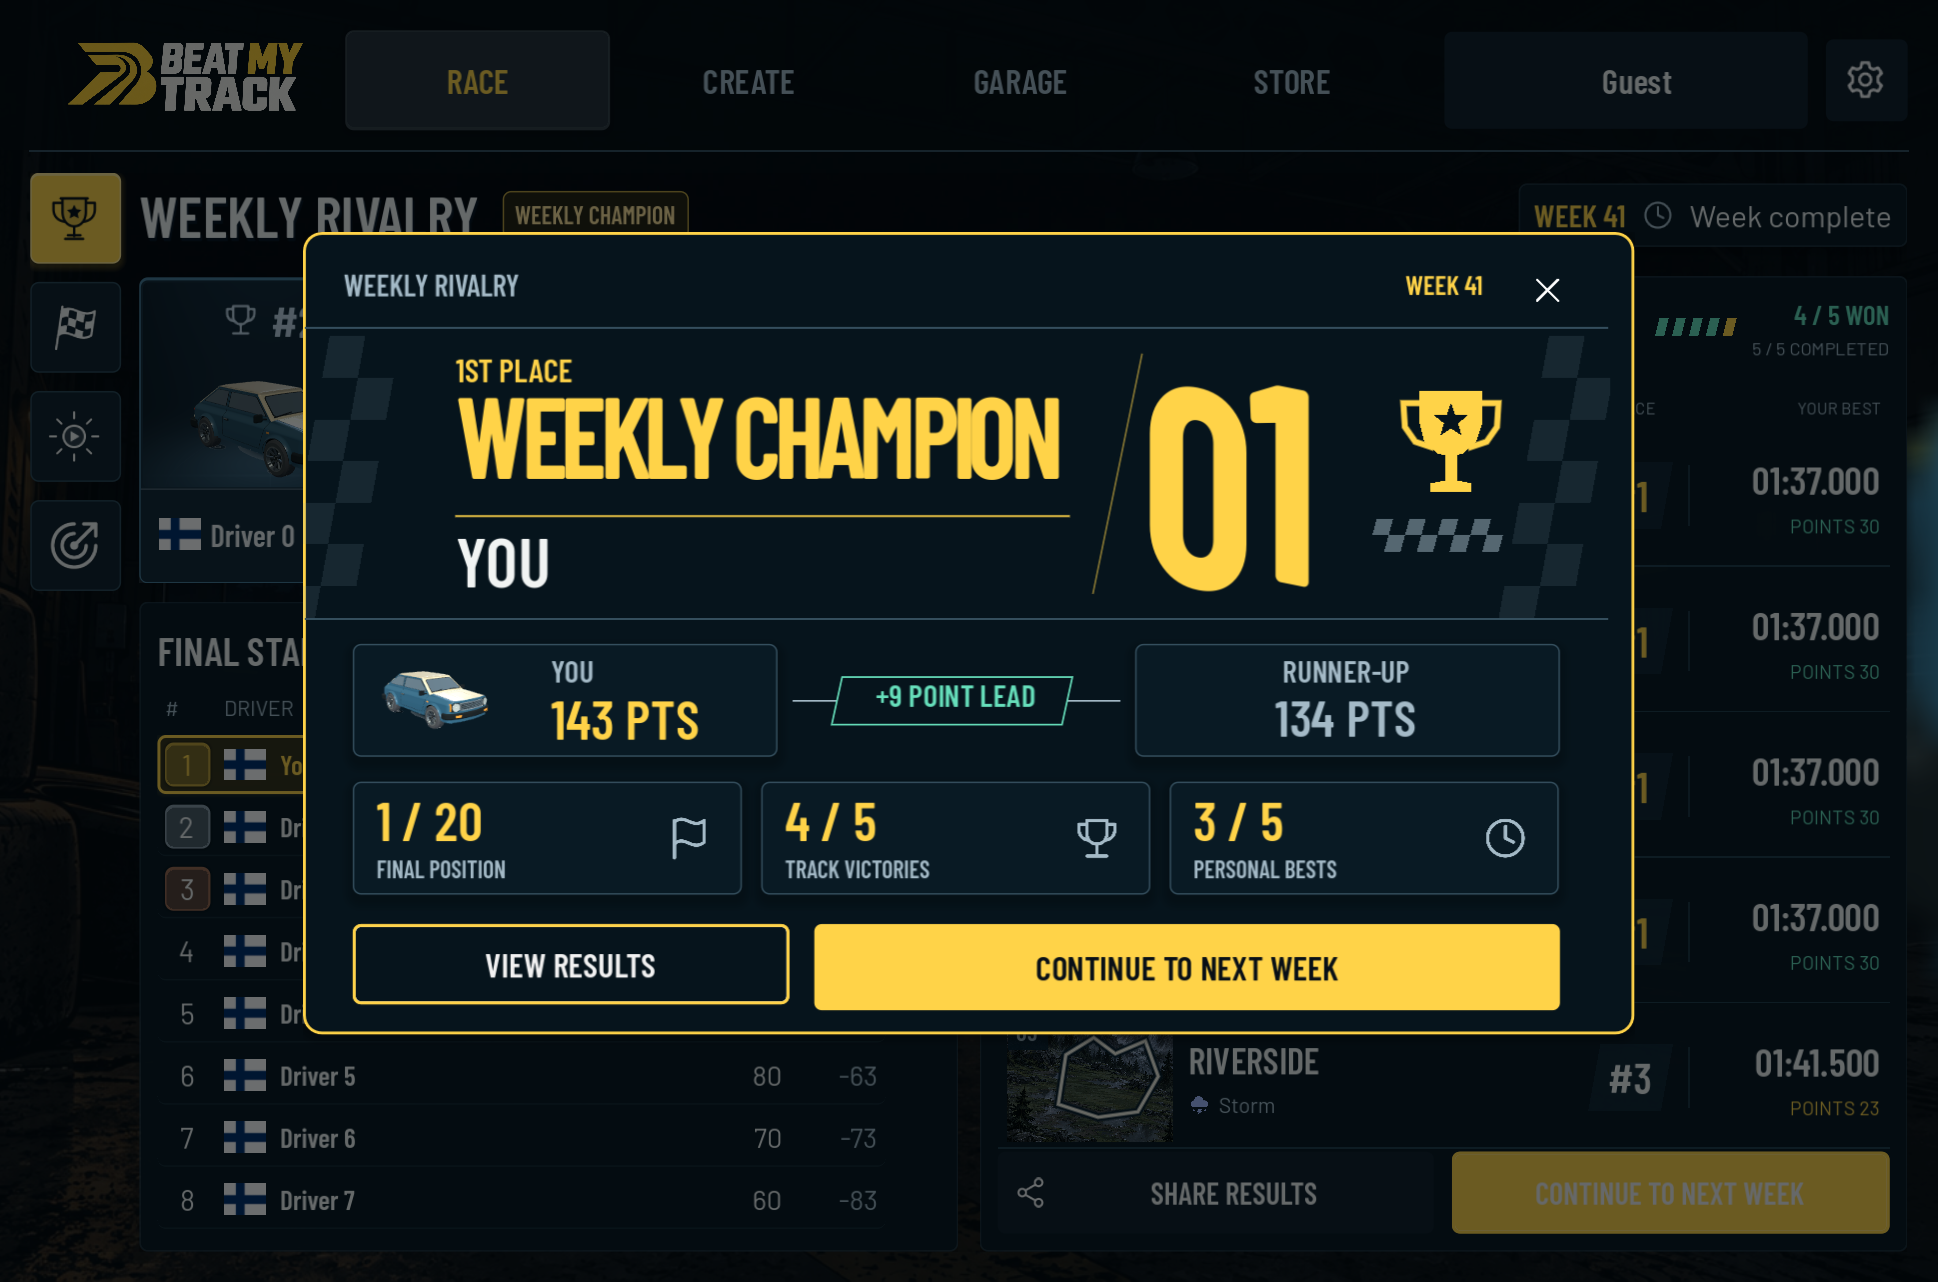 BEAT MY
TRACK
RACE
CREATE
GARAGE
STORE
Guest
WEEKLY RIVALRY
WEEKLY CHAMPION
WEEK 41
Week complete
WEEKLY RIVALRY
WEEK 41
1ST PLACE
WEEKLY CHAMPION
YOU
01
YOU
143 PTS
+9 POINT LEAD
RUNNER-UP
134 PTS
1 / 20
FINAL POSITION
4 / 5
TRACK VICTORIES
3 / 5
PERSONAL BESTS
VIEW RESULTS
CONTINUE TO NEXT WEEK
Driver 0
FINAL
# DRIVER
1
2
3
4
5
6 Driver 5 80 -63
7 Driver 6 70 -73
8 Driver 7 60 -83
4 / 5 WON
5 / 5 COMPLETED
YOUR BEST
01:37.000
POINTS 30
01:37.000
POINTS 30
01:37.000
POINTS 30
01:37.000
POINTS 30
RIVERSIDE
Storm
#3
01:41.500
POINTS 23
SHARE RESULTS
CONTINUE TO NEXT WEEK